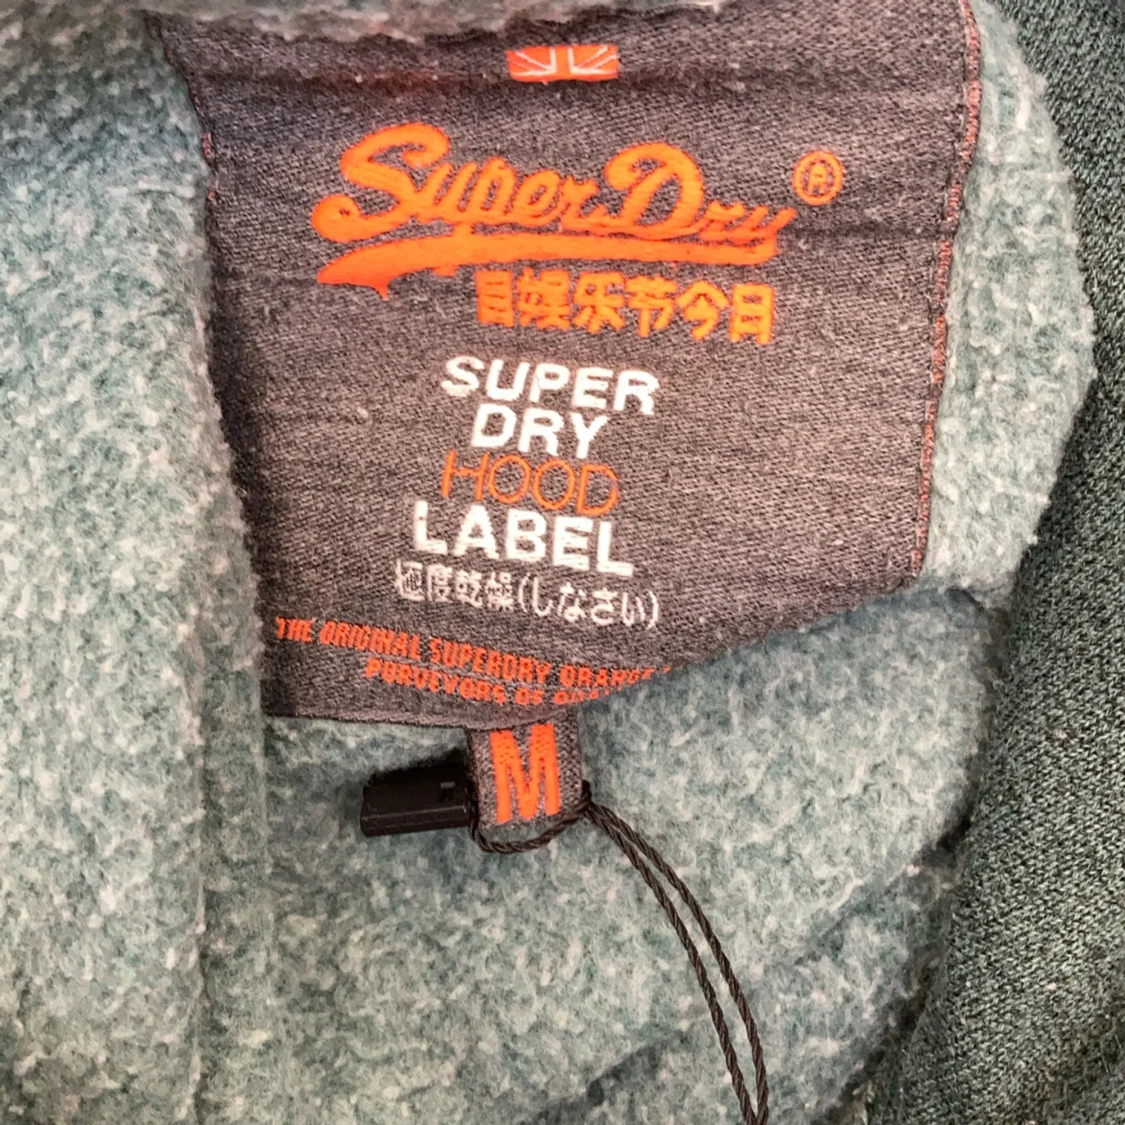 SuperDry ®
目娱乐节今日
SUPER
DRY
HOOD
LABEL
極度乾燥(しなさい)
THE ORIGINAL SUPERDRY ORANGE
PURVEYORS OF
M